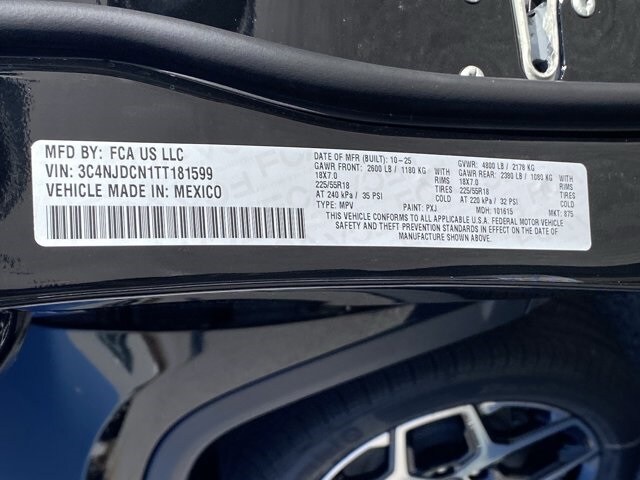 MFD BY: FCA US LLC
VIN: 3C4NJDCN1TT181599
VEHICLE MADE IN: MEXICO
DATE OF MFR (BUILT): 10-25 GVWR: 4800 LB / 2178 KG
GAWR FRONT: 2600 LB / 1180 KG WITH GAWR REAR: 2380 LB / 1080 KG WITH
18X7.0 RIMS 18X7.0 RIMS
225/55R18 TIRES 225/55R18 TIRES
AT 240 kPa / 35 PSI COLD AT 220 kPa / 32 PSI COLD
TYPE: MPV PAINT: PXJ MDH: 101615 MKT: 875
THIS VEHICLE CONFORMS TO ALL APPLICABLE U.S. FEDERAL MOTOR VEHICLE
SAFETY AND THEFT PREVENTION STANDARDS IN EFFECT ON THE DATE OF
MANUFACTURE SHOWN ABOVE.